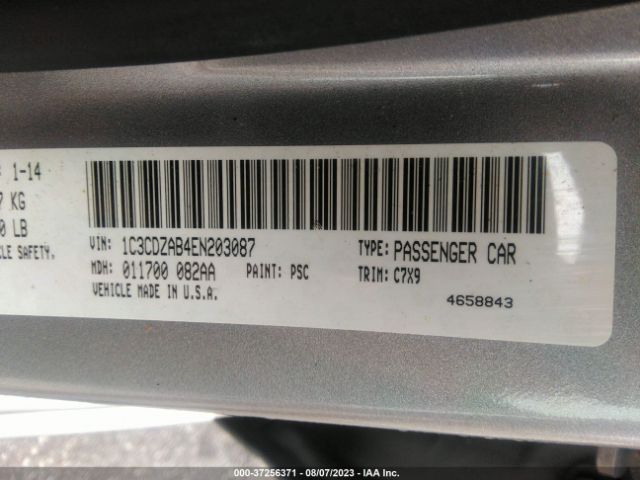 1-14
KG
LB
CLE SAFETY.
VIN: 1C3CDZAB4EN203087
TYPE: PASSENGER CAR
MDH: 011700 082AA
PAINT: PSC
TRIM: C7X9
VEHICLE MADE IN U.S.A.
4658843
000-37256371 - 08/07/2023 - IAA Inc.